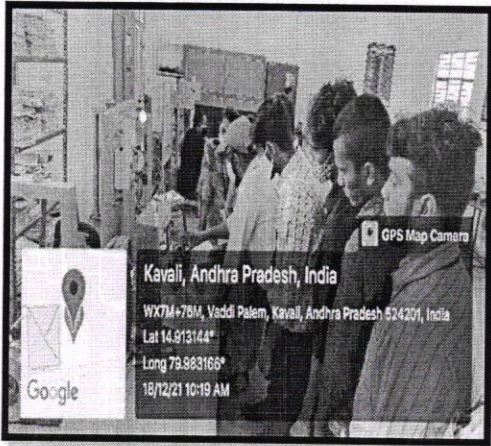 GPS Map Camera
Kavali, Andhra Pradesh, India
WX7M+76M, Vaddi Palem, Kavali, Andhra Pradesh 524201, India
Lat 14.913144°
Long 79.983166°
18/12/21 10:19 AM
Google